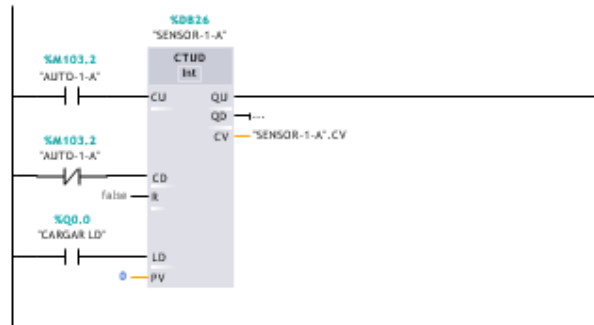 %DB26
"SENSOR-1-A"
%M103.2
"AUTO-1-A"
CTUD
Int
CU
QU
QD
...
CV
"SENSOR-1-A".CV
%M103.2
"AUTO-1-A"
CD
false
R
%Q0.0
"CARGAR LD"
LD
0
PV